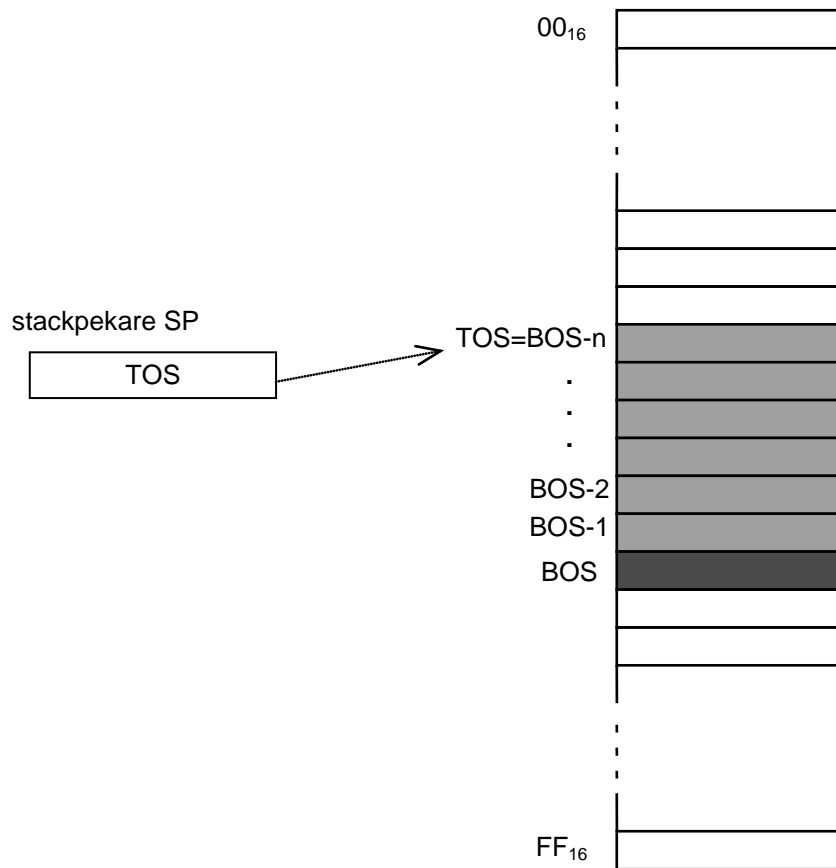 00₁₆
stackpekare SP
TOS=BOS-n
TOS
.
.
.
BOS-2
BOS-1
BOS
FF₁₆